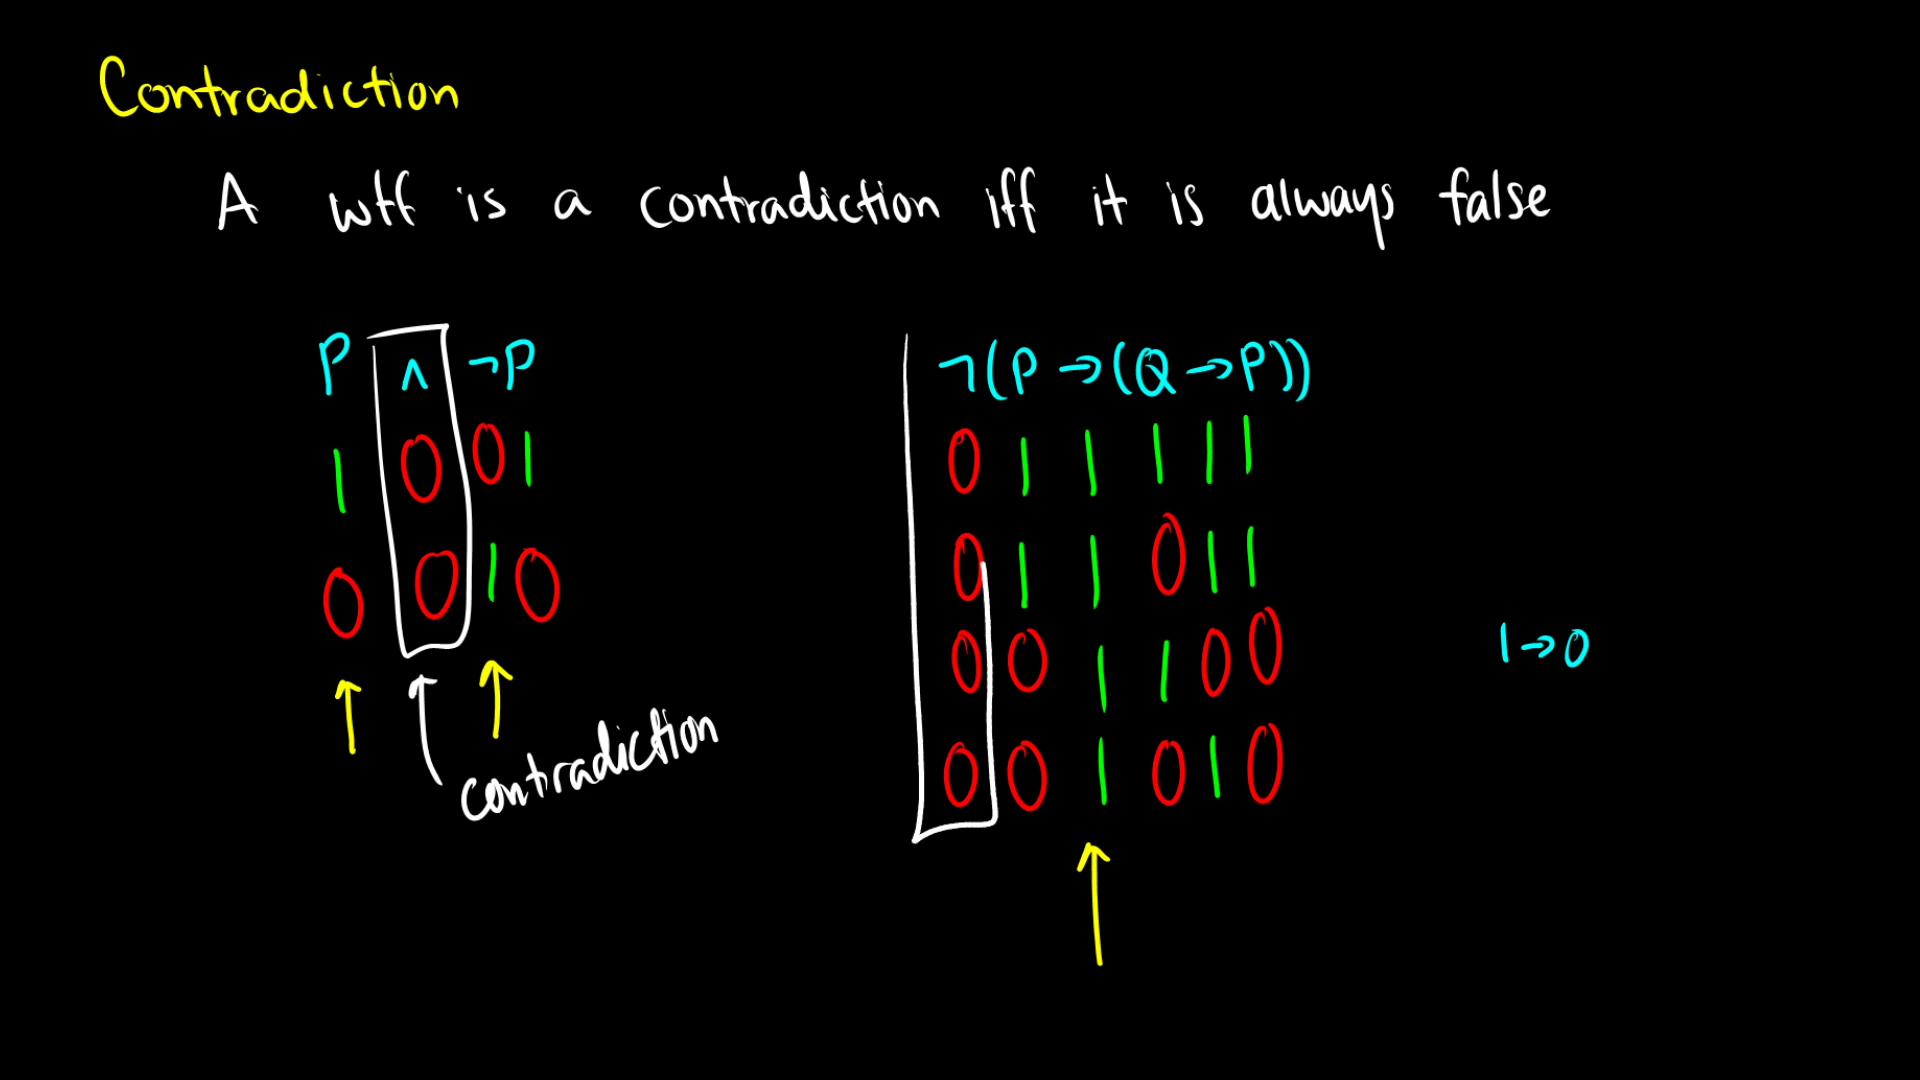 Contradiction
A wff is a contradiction iff it is always false
P ∧ ¬P
1 0 0 1
0 0 1 0
contradiction
¬(P → (Q → P))
0 1 1 1 1 1
0 1 1 0 1 1
0 0 1 1 0 0
0 0 1 0 1 0
1 → 0